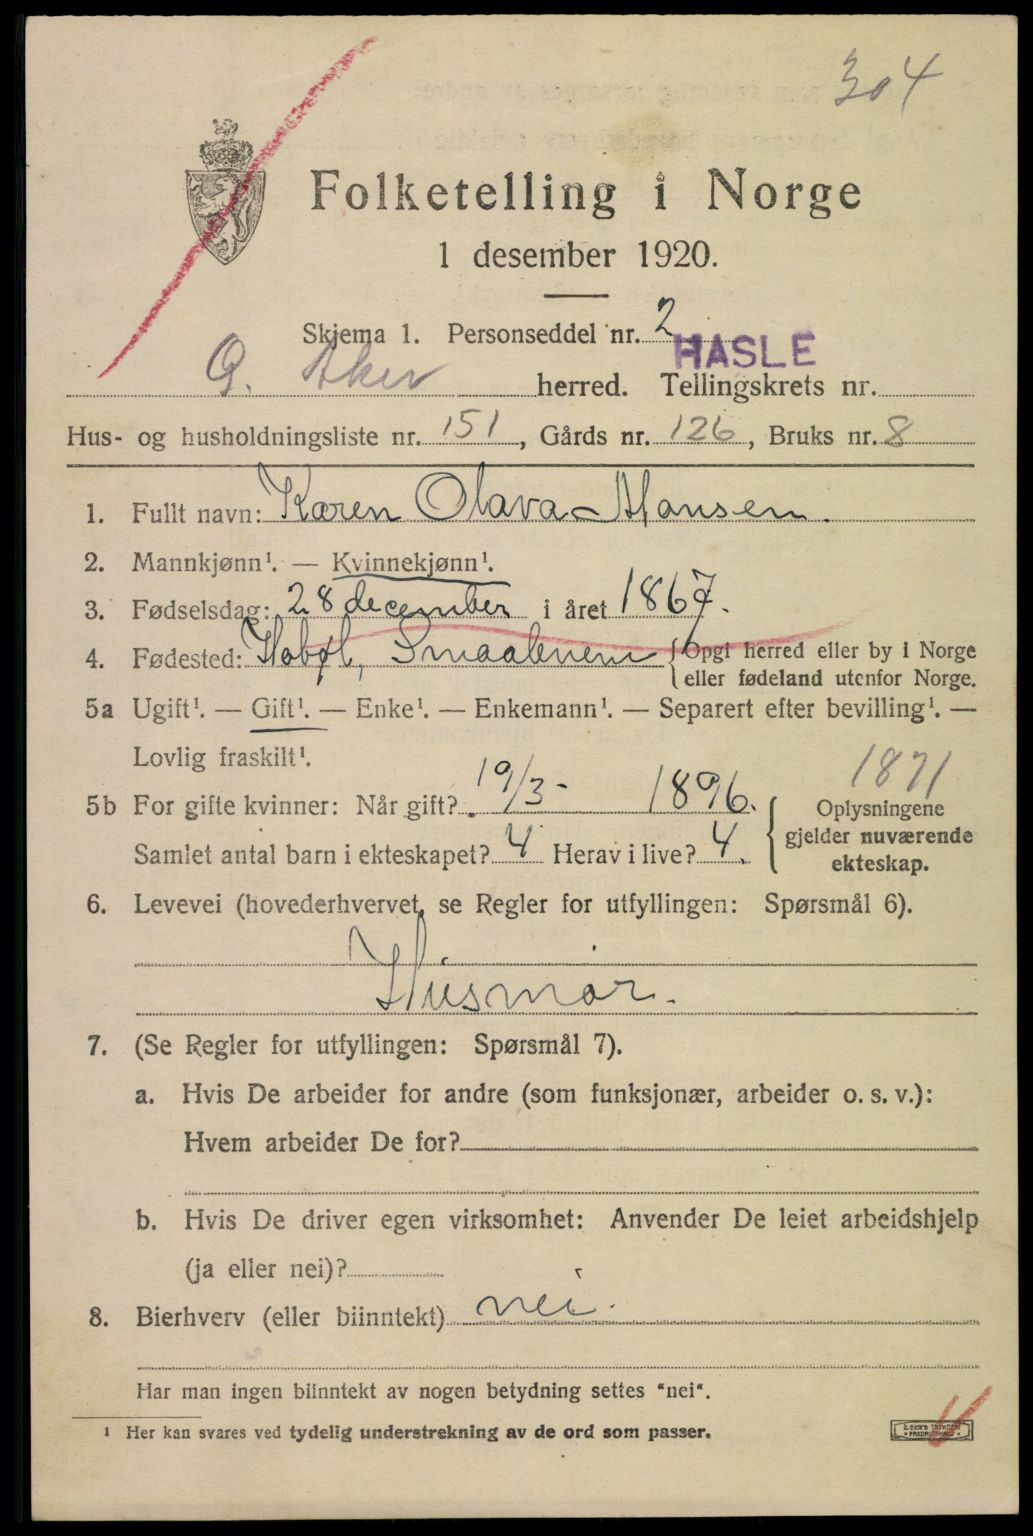 304
Folketelling i Norge
1 desember 1920.
Skjema 1. Personseddel nr. 2
HASLE
Ø. Aker herred. Tellingskrets nr.
Hus- og husholdningsliste nr. 151, Gårds nr. 126, Bruks nr. 8
1. Fullt navn: Karen Olava Hansen.
2. Mannkjønn¹. — Kvinnekjønn¹.
3. Fødselsdag: 28 december i året 1867.
4. Fødested: Hobøl, Smaalenene { Opgi herred eller by i Norge
eller fødeland utenfor Norge.
5a Ugift¹. — Gift¹. — Enke¹. — Enkemann¹. — Separert efter bevilling¹. —
Lovlig fraskilt¹.
1871
5b For gifte kvinner: Når gift? 19/3 - 1896.
Samlet antal barn i ekteskapet? 4 Herav i live? 4.
{ Oplysningene
gjelder nuværende
ekteskap.
6. Levevei (hovederhvervet, se Regler for utfyllingen: Spørsmål 6).
Husmor.
7. (Se Regler for utfyllingen: Spørsmål 7).
a. Hvis De arbeider for andre (som funksjonær, arbeider o. s. v.):
Hvem arbeider De for?
b. Hvis De driver egen virksomhet: Anvender De leiet arbeidshjelp
(ja eller nei)?
8. Bierhverv (eller biinntekt) nei.
Har man ingen biinntekt av nogen betydning settes "nei".
¹ Her kan svares ved tydelig understrekning av de ord som passer.